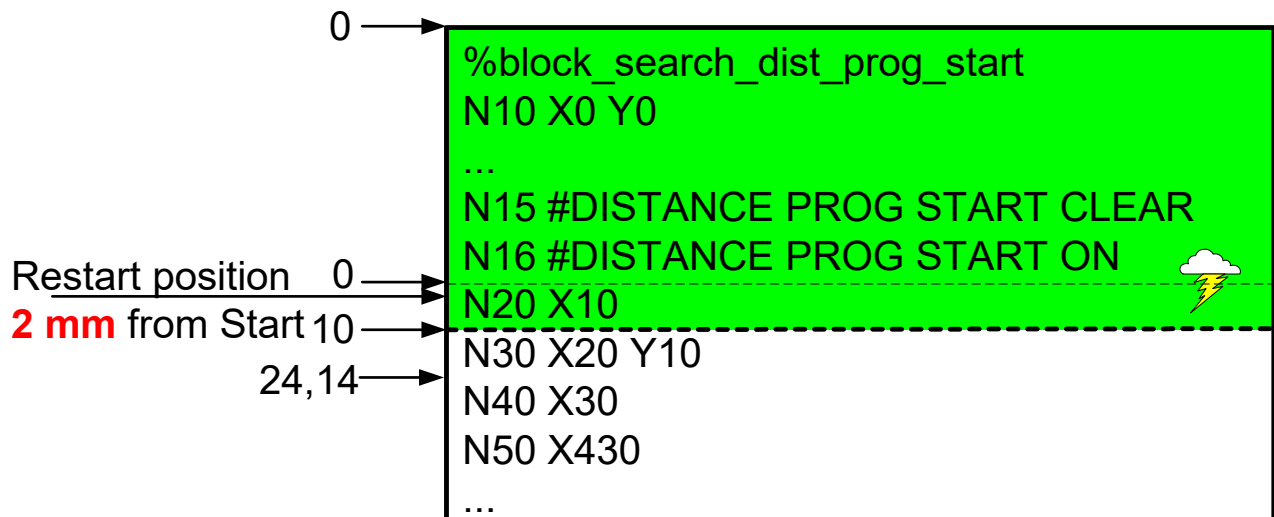 0
%block_search_dist_prog_start
N10 X0 Y0
...
N15 #DISTANCE PROG START CLEAR
N16 #DISTANCE PROG START ON
Restart position 0
N20 X10
2 mm from Start 10
N30 X20 Y10
24,14
N40 X30
N50 X430
...